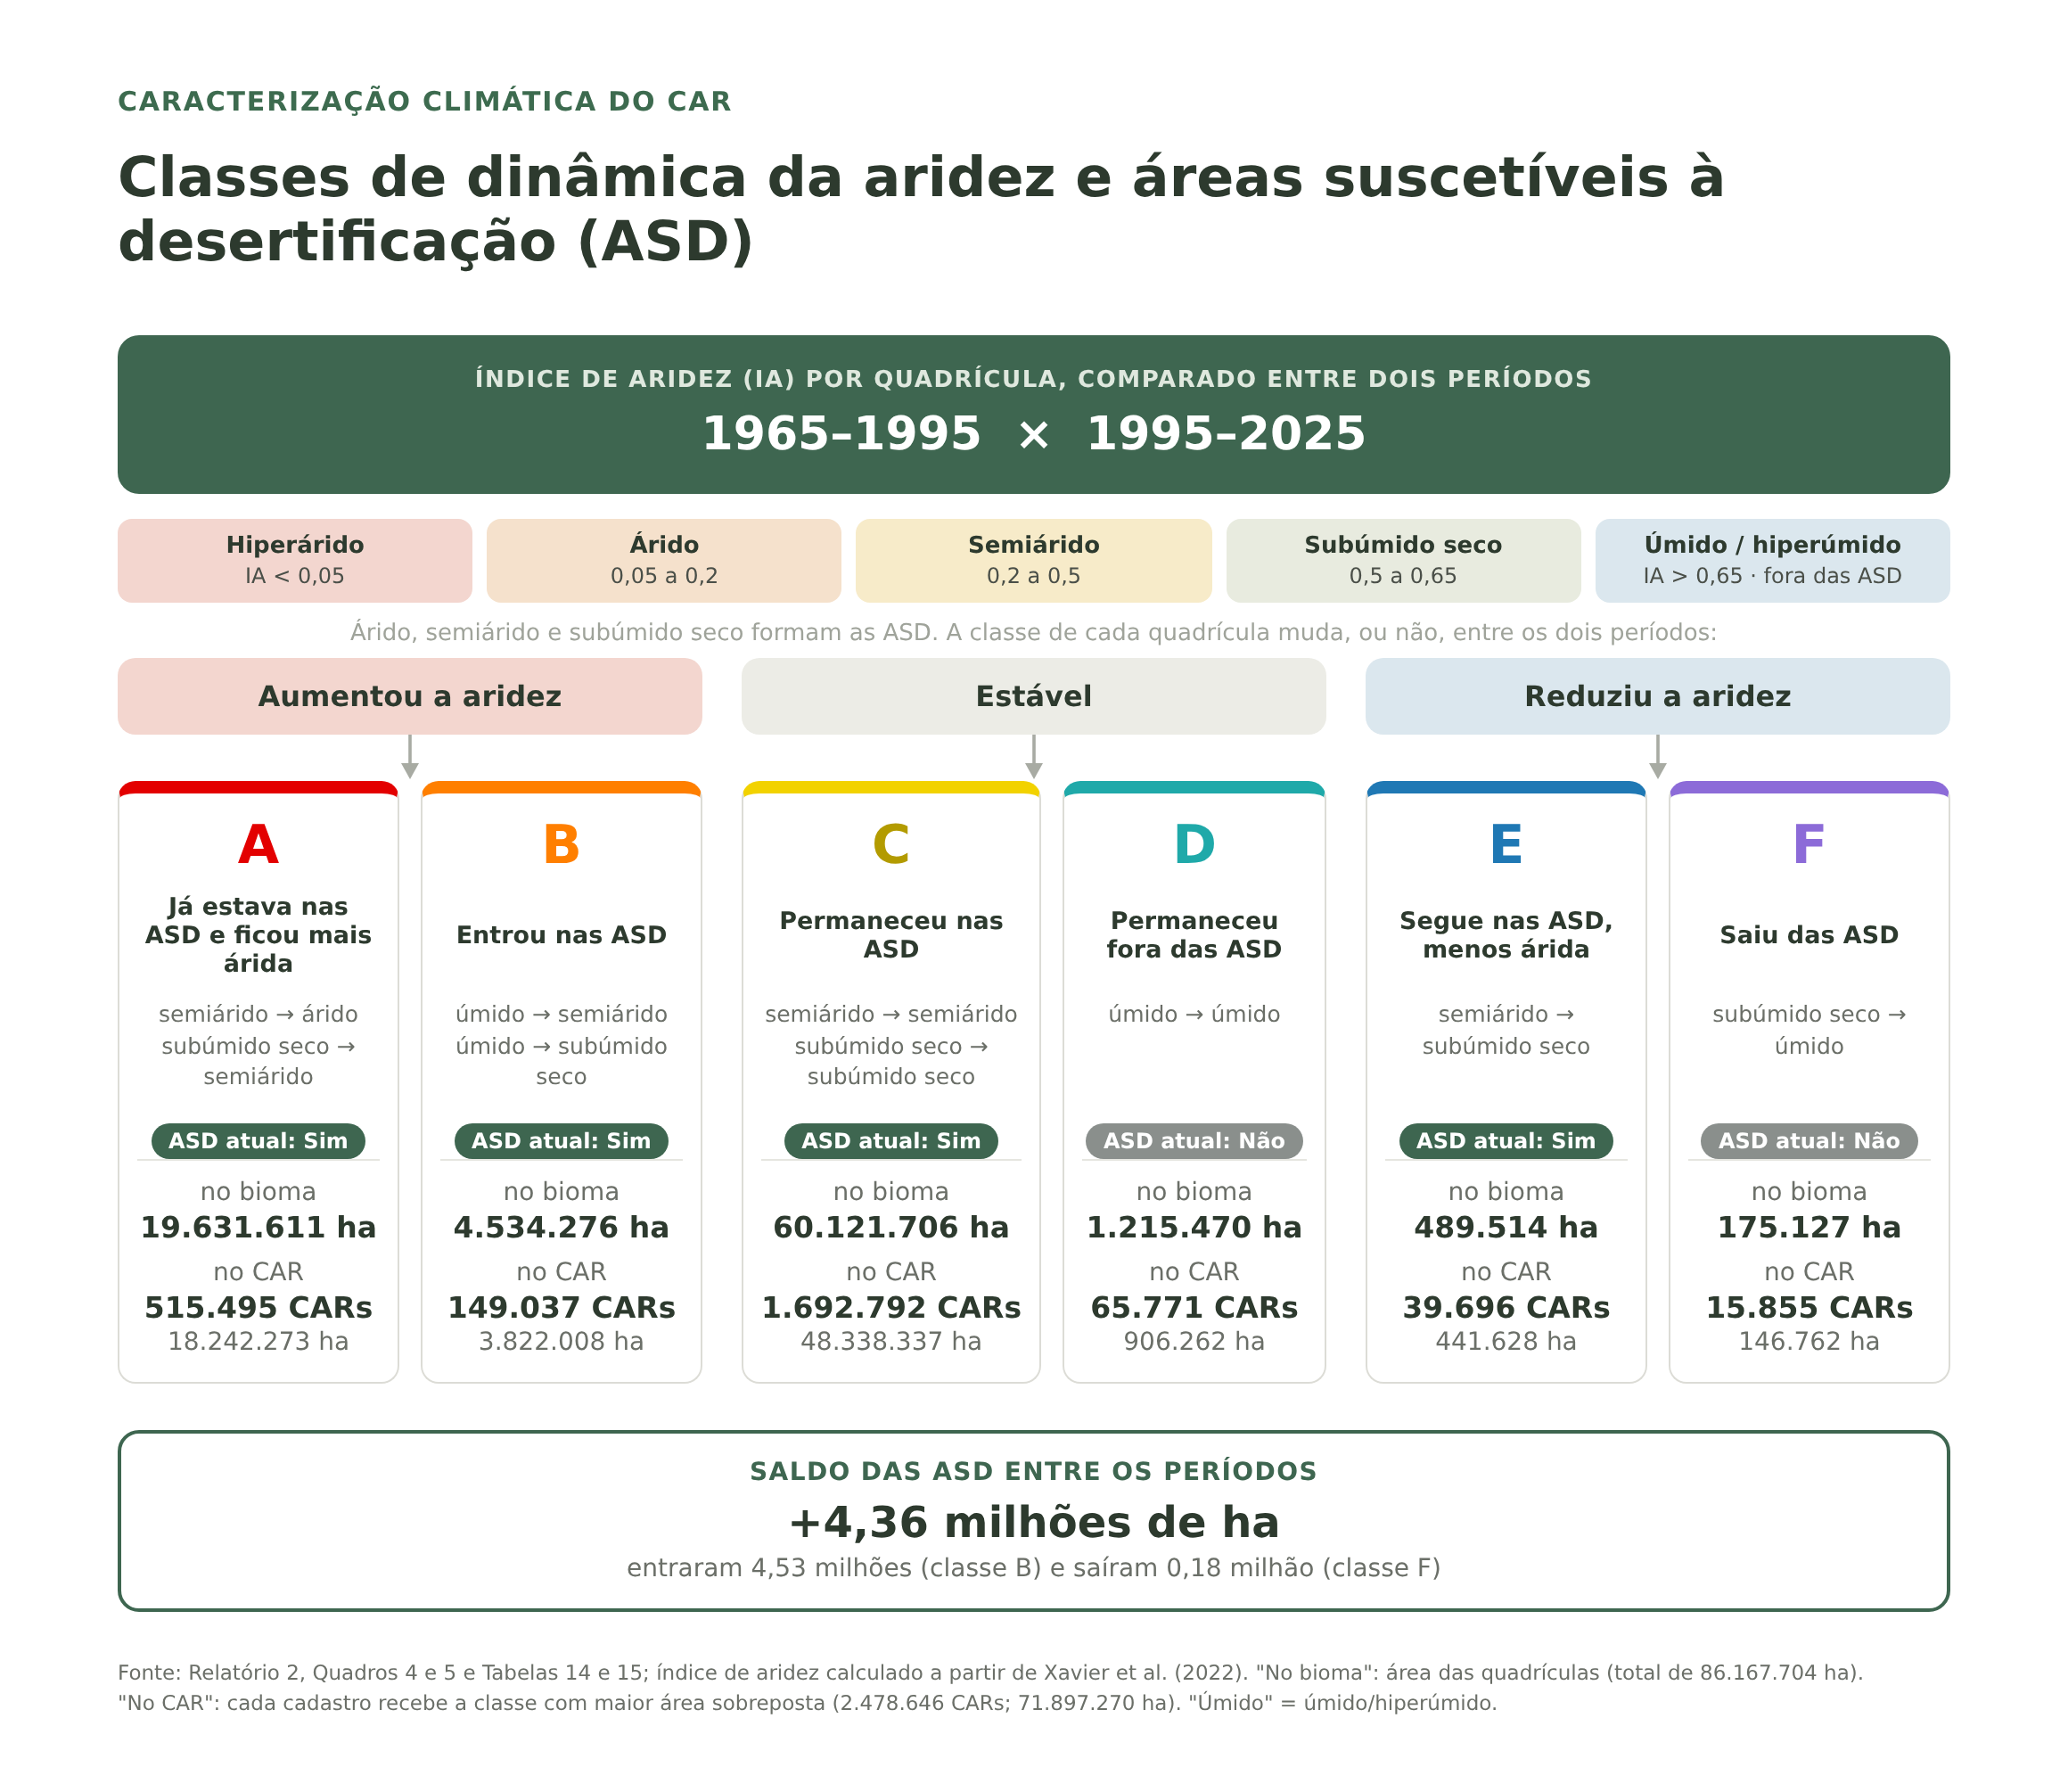 CARACTERIZAÇÃO CLIMÁTICA DO CAR
Classes de dinâmica da aridez e áreas suscetíveis à
desertificação (ASD)
ÍNDICE DE ARIDEZ (IA) POR QUADRÍCULA, COMPARADO ENTRE DOIS PERÍODOS
1965–1995 × 1995–2025
Hiperárido
IA < 0,05
Árido
0,05 a 0,2
Semiárido
0,2 a 0,5
Subúmido seco
0,5 a 0,65
Úmido / hiperúmido
IA > 0,65 · fora das ASD
Árido, semiárido e subúmido seco formam as ASD. A classe de cada quadrícula muda, ou não, entre os dois períodos:
Aumentou a aridez
Estável
Reduziu a aridez
A
Já estava nas
ASD e ficou mais
árida
semiárido → árido
subúmido seco →
semiárido
ASD atual: Sim
no bioma
19.631.611 ha
no CAR
515.495 CARs
18.242.273 ha
B
Entrou nas ASD
úmido → semiárido
úmido → subúmido
seco
ASD atual: Sim
no bioma
4.534.276 ha
no CAR
149.037 CARs
3.822.008 ha
C
Permaneceu nas
ASD
semiárido → semiárido
subúmido seco →
subúmido seco
ASD atual: Sim
no bioma
60.121.706 ha
no CAR
1.692.792 CARs
48.338.337 ha
D
Permaneceu
fora das ASD
úmido → úmido
ASD atual: Não
no bioma
1.215.470 ha
no CAR
65.771 CARs
906.262 ha
E
Segue nas ASD,
menos árida
semiárido →
subúmido seco
ASD atual: Sim
no bioma
489.514 ha
no CAR
39.696 CARs
441.628 ha
F
Saiu das ASD
subúmido seco →
úmido
ASD atual: Não
no bioma
175.127 ha
no CAR
15.855 CARs
146.762 ha
SALDO DAS ASD ENTRE OS PERÍODOS
+4,36 milhões de ha
entraram 4,53 milhões (classe B) e saíram 0,18 milhão (classe F)
Fonte: Relatório 2, Quadros 4 e 5 e Tabelas 14 e 15; índice de aridez calculado a partir de Xavier et al. (2022). "No bioma": área das quadrículas (total de 86.167.704 ha).
"No CAR": cada cadastro recebe a classe com maior área sobreposta (2.478.646 CARs; 71.897.270 ha). "Úmido" = úmido/hiperúmido.